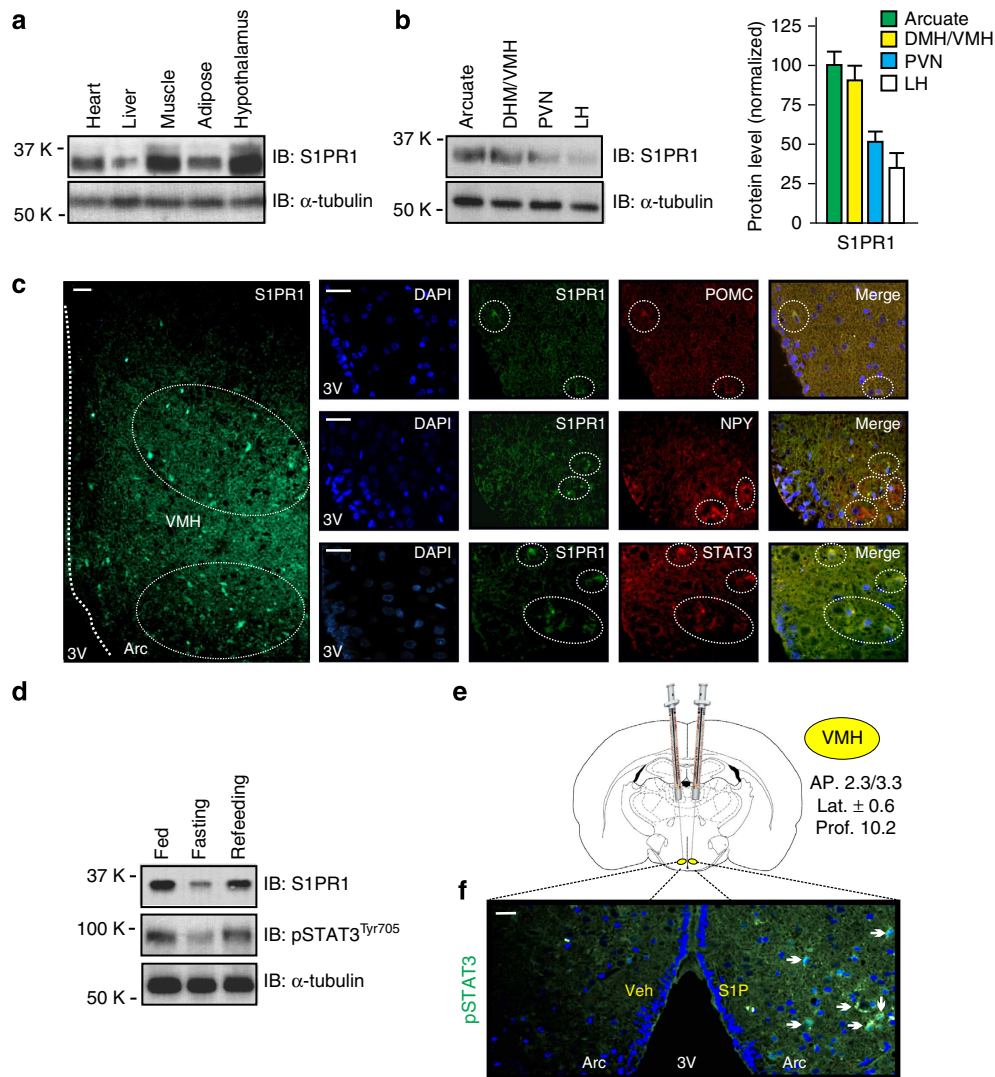 a
Heart
Liver
Muscle
Adipose
Hypothalamus
37 K
IB: S1PR1
50 K
IB: α-tubulin
b
Arcuate
DHM/VMH
PVN
LH
37 K
IB: S1PR1
50 K
IB: α-tubulin
Protein level (normalized)
100
75
50
25
0
S1PR1
Arcuate
DMH/VMH
PVN
LH
c
S1PR1
VMH
3V
Arc
DAPI
3V
S1PR1
POMC
Merge
DAPI
3V
S1PR1
NPY
Merge
DAPI
3V
S1PR1
STAT3
Merge
d
Fed
Fasting
Refeeding
37 K
IB: S1PR1
100 K
IB: pSTAT3Tyr705
IB: α-tubulin
50 K
e
VMH
AP. 2.3/3.3
Lat. ± 0.6
Prof. 10.2
f
pSTAT3
Veh
S1P
Arc
3V
Arc